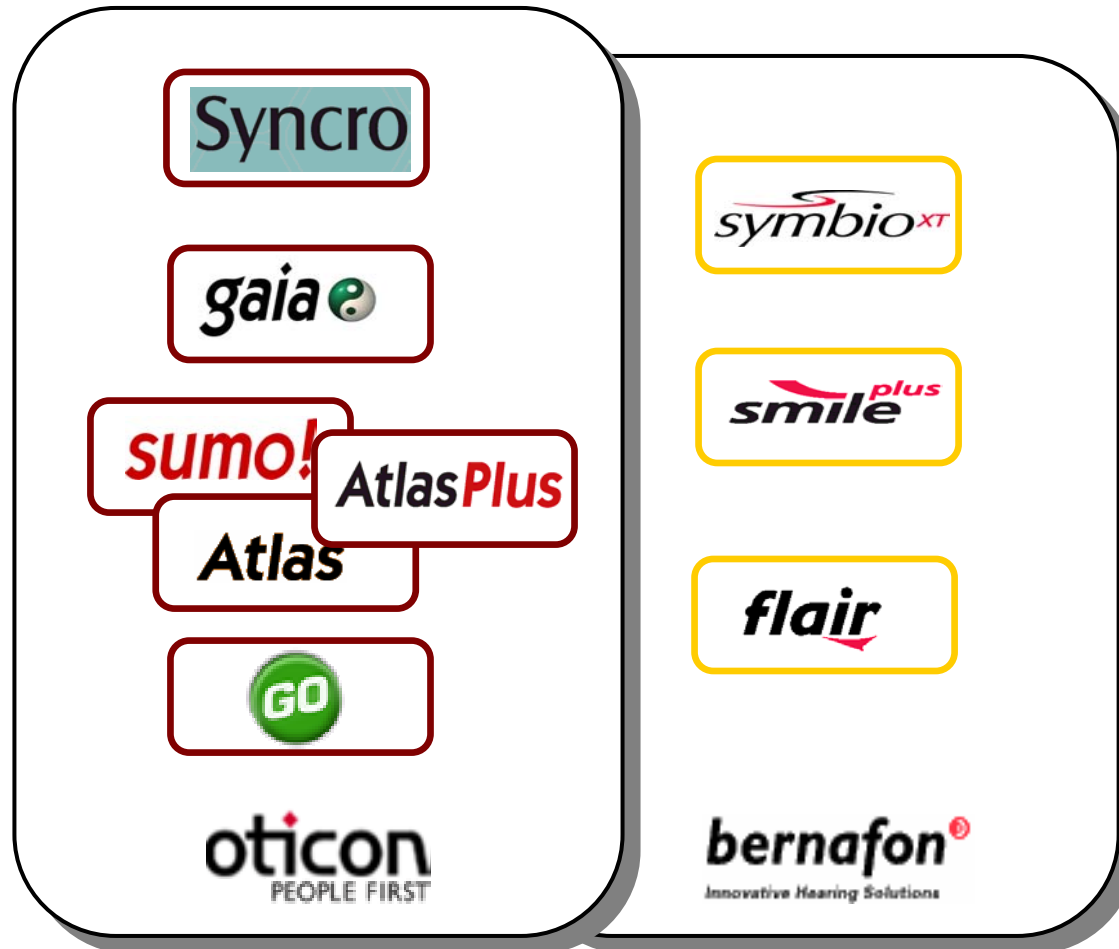 Syncro
gaia
sumo!
AtlasPlus
Atlas
GO
oticon
PEOPLE FIRST
symbio XT
smile plus
flair
bernafon
Innovative Hearing Solutions